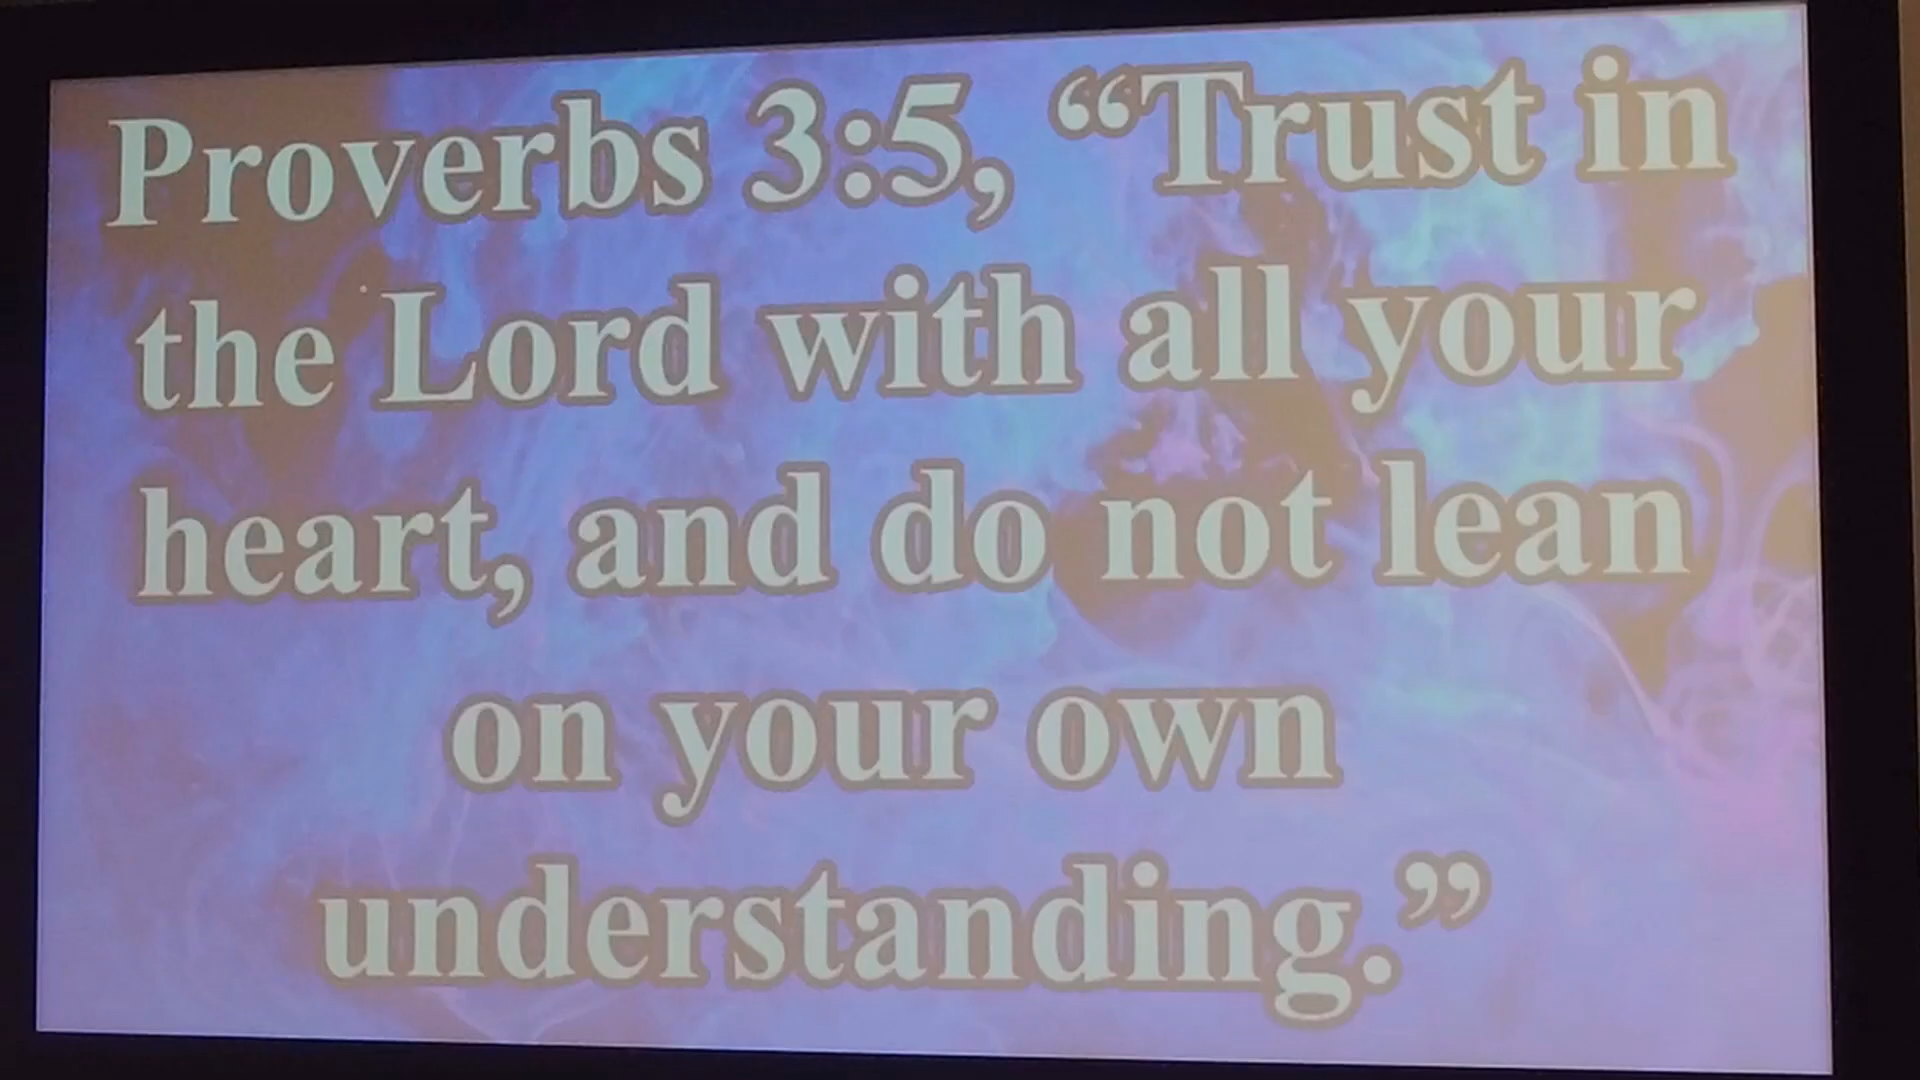 Proverbs 3:5, “Trust in
the Lord with all your
heart, and do not lean
on your own
understanding.”